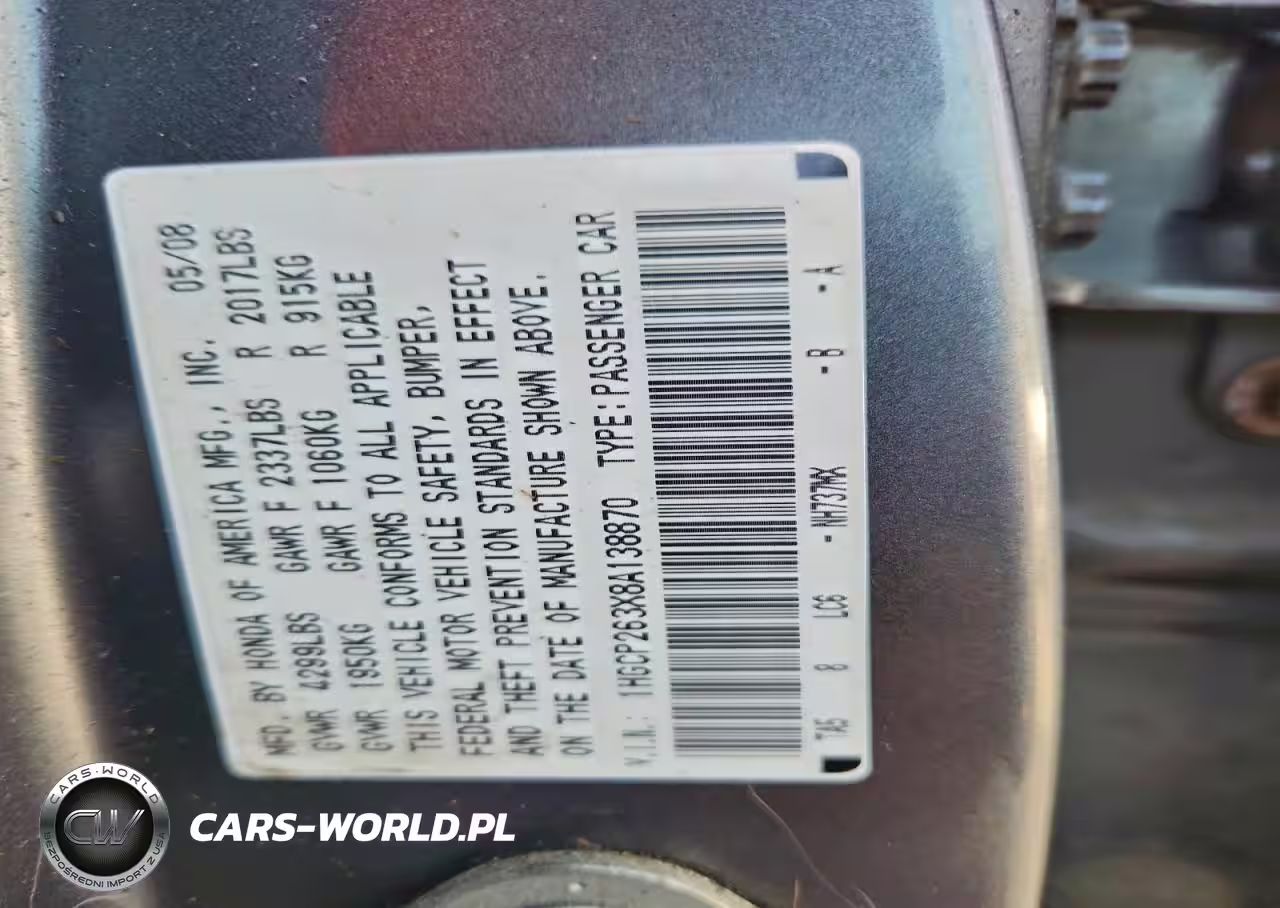 MFD. BY HONDA OF AMERICA MFG., INC. 05/08
GVWR 4299LBS GAWR F 2337LBS R 2017LBS
GVWR 1950KG GAWR F 1060KG R 915KG
THIS VEHICLE CONFORMS TO ALL APPLICABLE
FEDERAL MOTOR VEHICLE SAFETY, BUMPER,
AND THEFT PREVENTION STANDARDS IN EFFECT
ON THE DATE OF MANUFACTURE SHOWN ABOVE.
V.I.N.: 1HGCP263X8A138870 TYPE:PASSENGER CAR
TA5 8 LC6 -NH737MX -B -A
CARS-WORLD
CW
BEZPOŚREDNI IMPORT Z USA
CARS-WORLD.PL